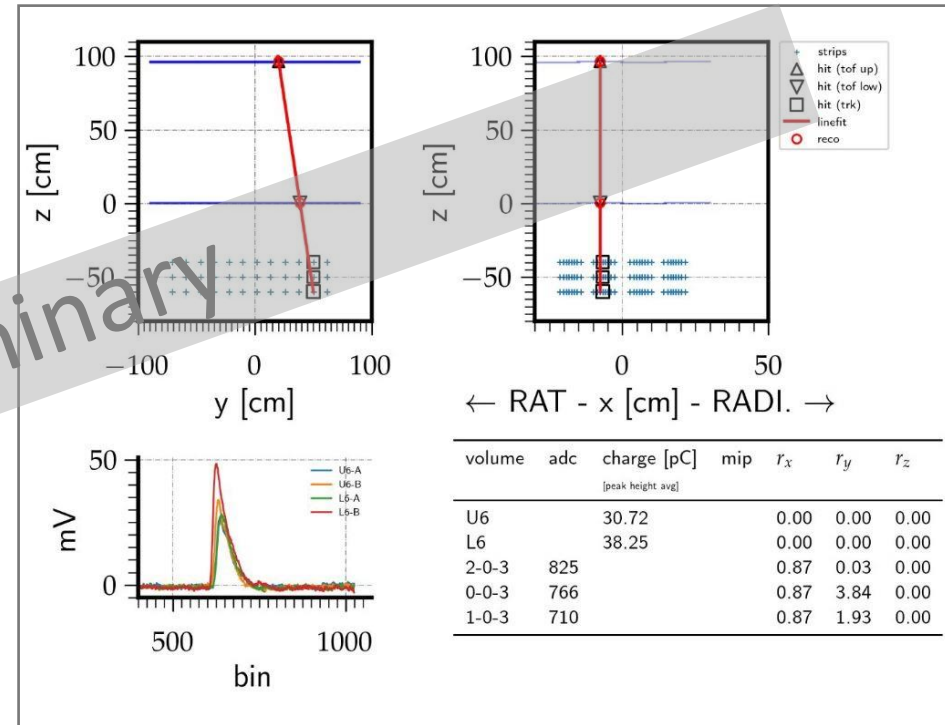 100
50
0
−50
z [cm]
−100
0
100
y [cm]
100
50
0
−50
z [cm]
0
50
← RAT - x [cm] - RADI. →
strips
hit (tof up)
hit (tof low)
hit (trk)
linefit
reco
minary
50
0
mV
500
1000
bin
U6-A
U6-B
L6-A
L6-B
volume adc charge [pC] mip rx ry rz
[peak height avg]
U6 30.72 0.00 0.00 0.00
L6 38.25 0.00 0.00 0.00
2-0-3 825 0.87 0.03 0.00
0-0-3 766 0.87 3.84 0.00
1-0-3 710 0.87 1.93 0.00